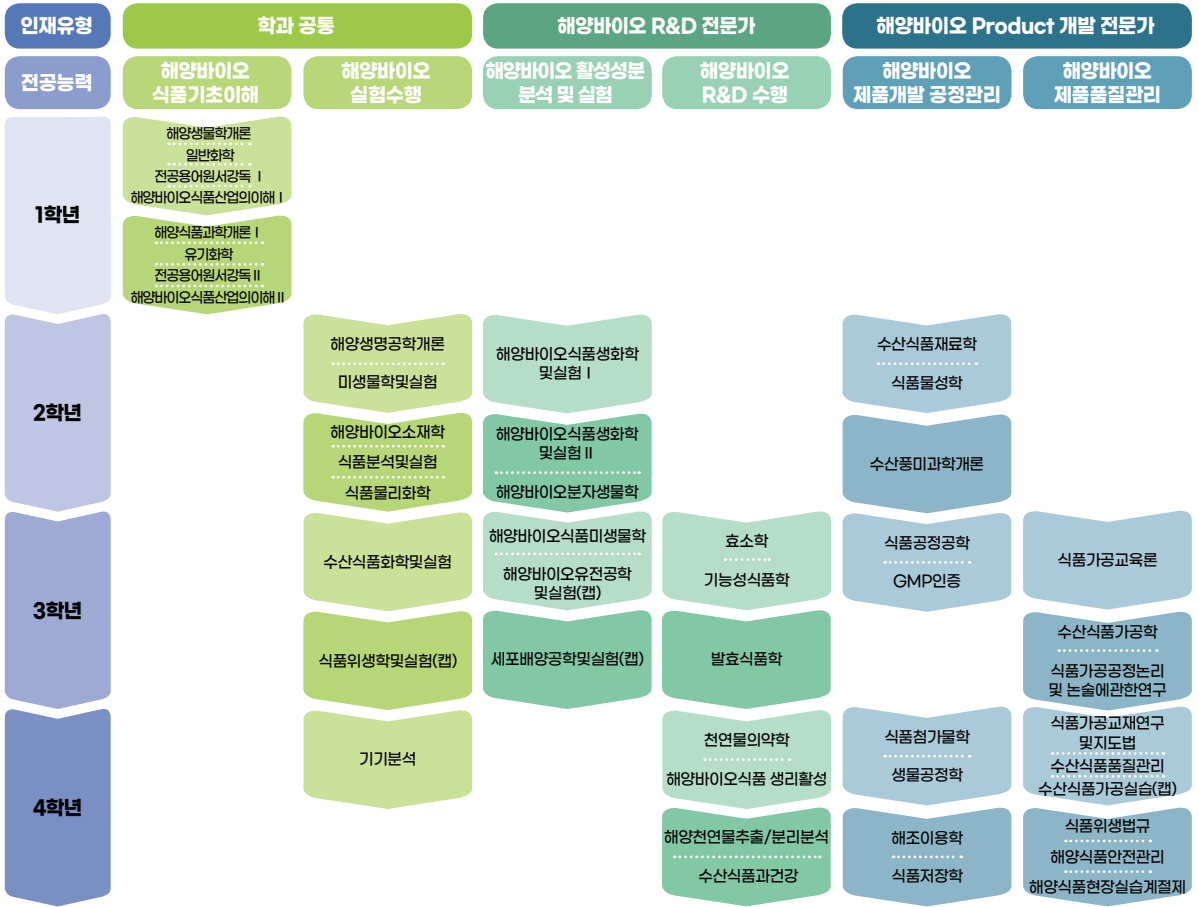 인재유형
학과 공통
해양바이오 R&D 전문가
해양바이오 Product 개발 전문가
전공능력
해양바이오
식품기초이해
해양바이오
실험수행
해양바이오 활성성분
분석 및 실험
해양바이오
R&D 수행
해양바이오
제품개발 공정관리
해양바이오
제품품질관리
1학년
해양생물학개론
일반화학
전공용어원서강독 Ⅰ
해양바이오식품산업의이해Ⅰ
해양식품과학개론Ⅰ
유기화학
전공용어원서강독Ⅱ
해양바이오식품산업의이해Ⅱ
2학년
해양생명공학개론
미생물학및실험
해양바이오식품생화학
및실험Ⅰ
수산식품재료학
식품물성학
해양바이오소재학
식품분석및실험
식품물리화학
해양바이오식품생화학
및실험Ⅱ
해양바이오분자생물학
수산풍미과학개론
3학년
수산식품화학및실험
해양바이오식품미생물학
해양바이오유전공학
및실험(캡)
효소학
기능성식품학
식품공정공학
GMP인증
식품가공교육론
식품위생학및실험(캡)
세포배양공학및실험(캡)
발효식품학
수산식품가공학
식품가공공정논리
및 논술에관한연구
4학년
기기분석
천연물의약학
해양바이오식품 생리활성
식품첨가물학
생물공정학
식품가공교재연구
및지도법
수산식품품질관리
수산식품가공실습(캡)
해양천연물추출/분리분석
수산식품과건강
해조이용학
식품저장학
식품위생법규
해양식품안전관리
해양식품현장실습계절제